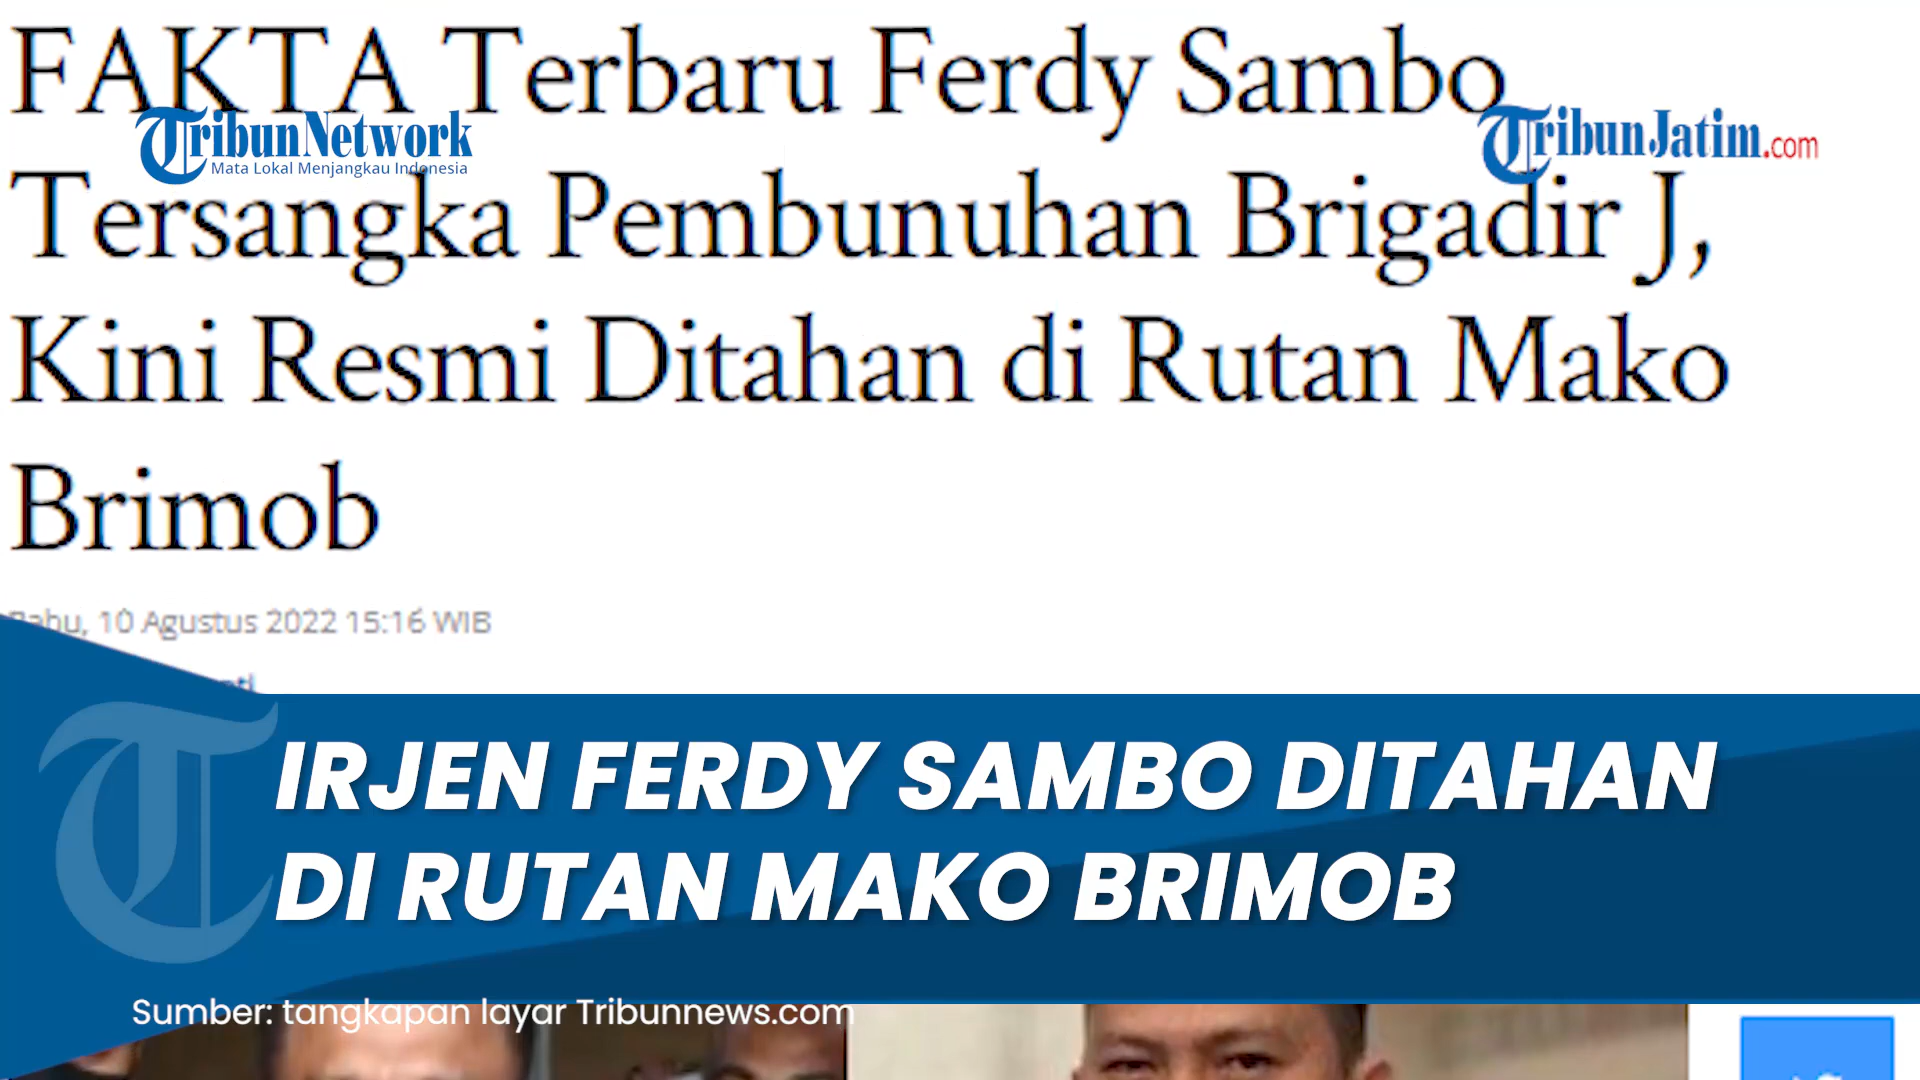 FAKTA Terbaru Ferdy Sambo
TribunNetwork
Mata Lokal Menjangkau Indonesia
TribunJatim.com
Tersangka Pembunuhan Brigadir J,
Kini Resmi Ditahan di Rutan Mako
Brimob
Rabu, 10 Agustus 2022 15:16 WIB
IRJEN FERDY SAMBO DITAHAN
DI RUTAN MAKO BRIMOB
Sumber: tangkapan layar Tribunnews.com